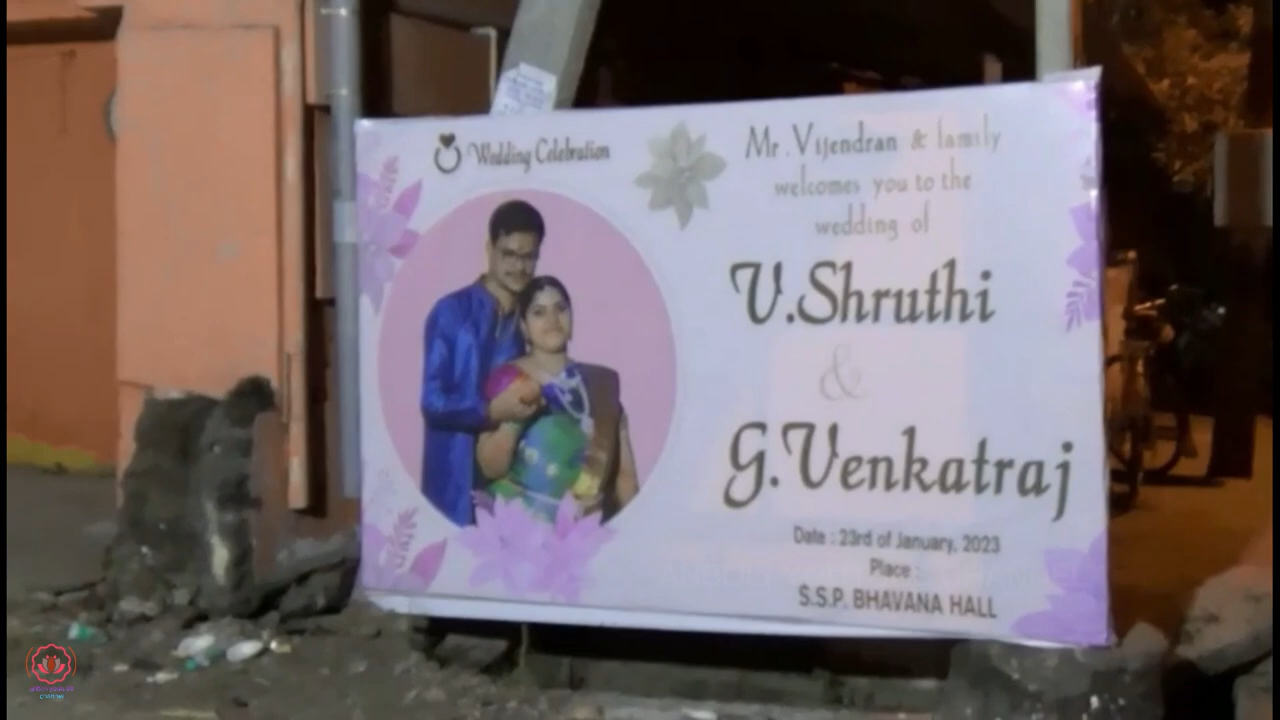 Wedding Celebration
Mr. Vijendran & family
welcomes you to the
wedding of
V.Shruthi
&
G.Venkatraj
Date : 23rd of January, 2023
Place :
S.S.P. BHAVANA HALL